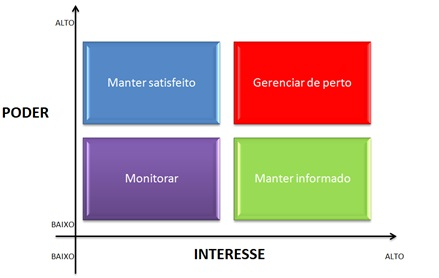 ALTO
Manter satisfeito
Gerenciar de perto
PODER
Monitorar
Manter informado
BAIXO
BAIXO
INTERESSE
ALTO